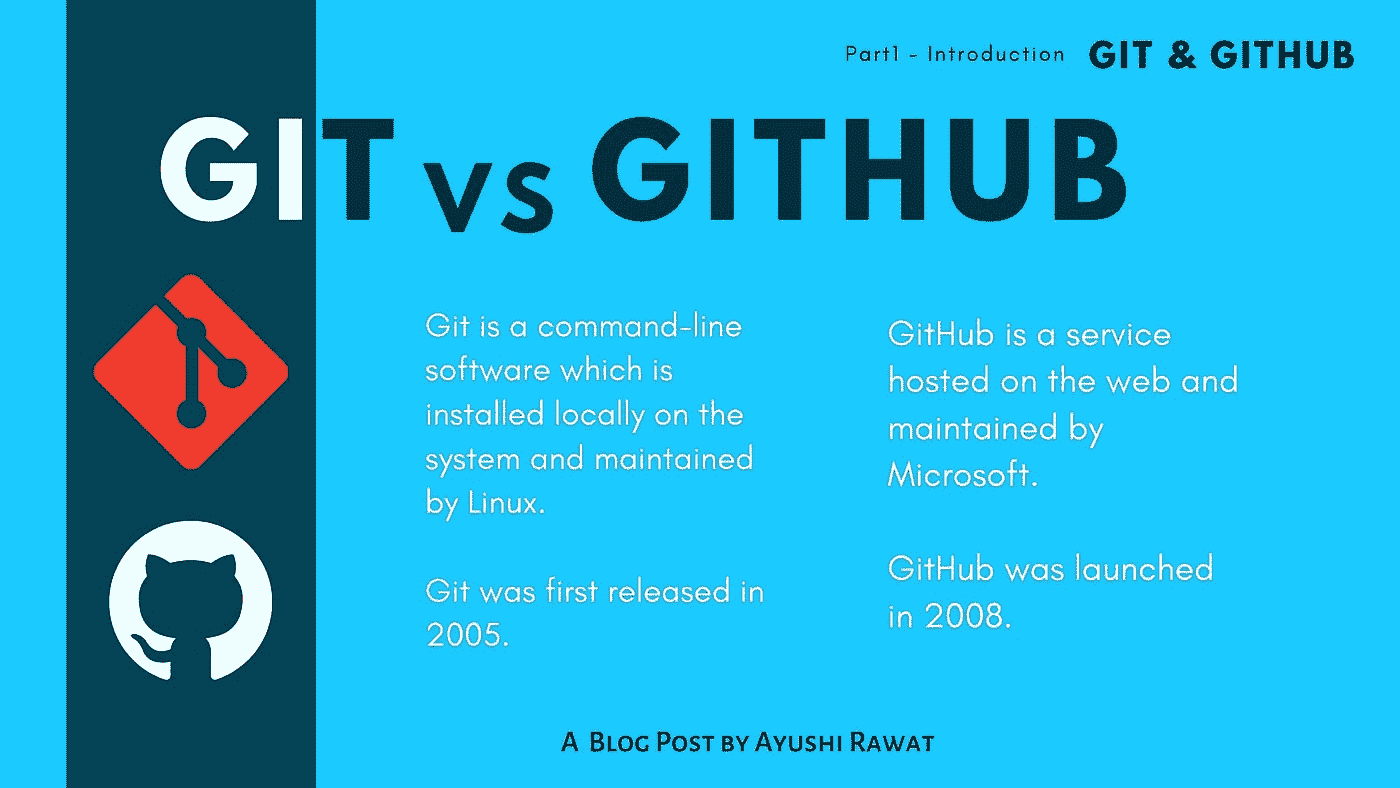 Part1 - Introduction GIT & GITHUB
GIT vs GITHUB
Git is a command-line
software which is
installed locally on the
system and maintained
by Linux.
Git was first released in
2005.
GitHub is a service
hosted on the web and
maintained by
Microsoft.
GitHub was launched
in 2008.
A Blog Post by Ayushi Rawat